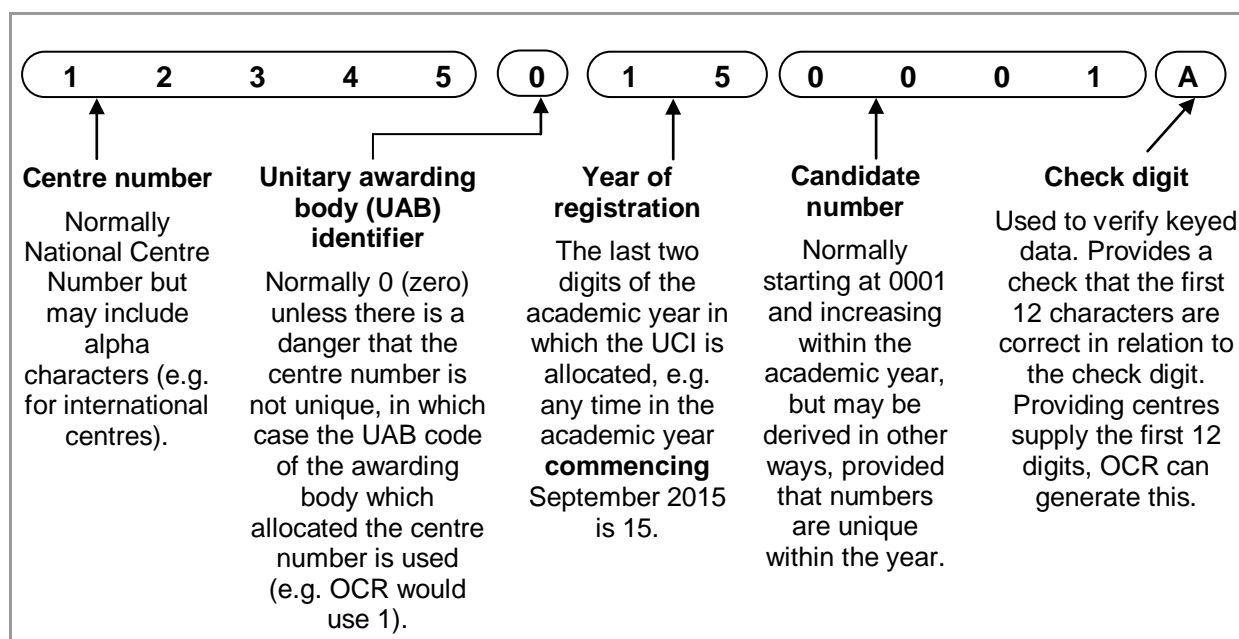 1 2 3 4 5 0 1 5 0 0 0 1 A
Centre number
Normally
National Centre
Number but
may include
alpha
characters (e.g.
for international
centres).
Unitary awarding
body (UAB)
identifier
Normally 0 (zero)
unless there is a
danger that the
centre number is
not unique, in which
case the UAB code
of the awarding
body which
allocated the centre
number is used
(e.g. OCR would
use 1).
Year of
registration
The last two
digits of the
academic year in
which the UCI is
allocated, e.g.
any time in the
academic year
commencing
September 2015
is 15.
Candidate
number
Normally
starting at 0001
and increasing
within the
academic year,
but may be
derived in other
ways, provided
that numbers
are unique
within the year.
Check digit
Used to verify keyed
data. Provides a
check that the first
12 characters are
correct in relation to
the check digit.
Providing centres
supply the first 12
digits, OCR can
generate this.